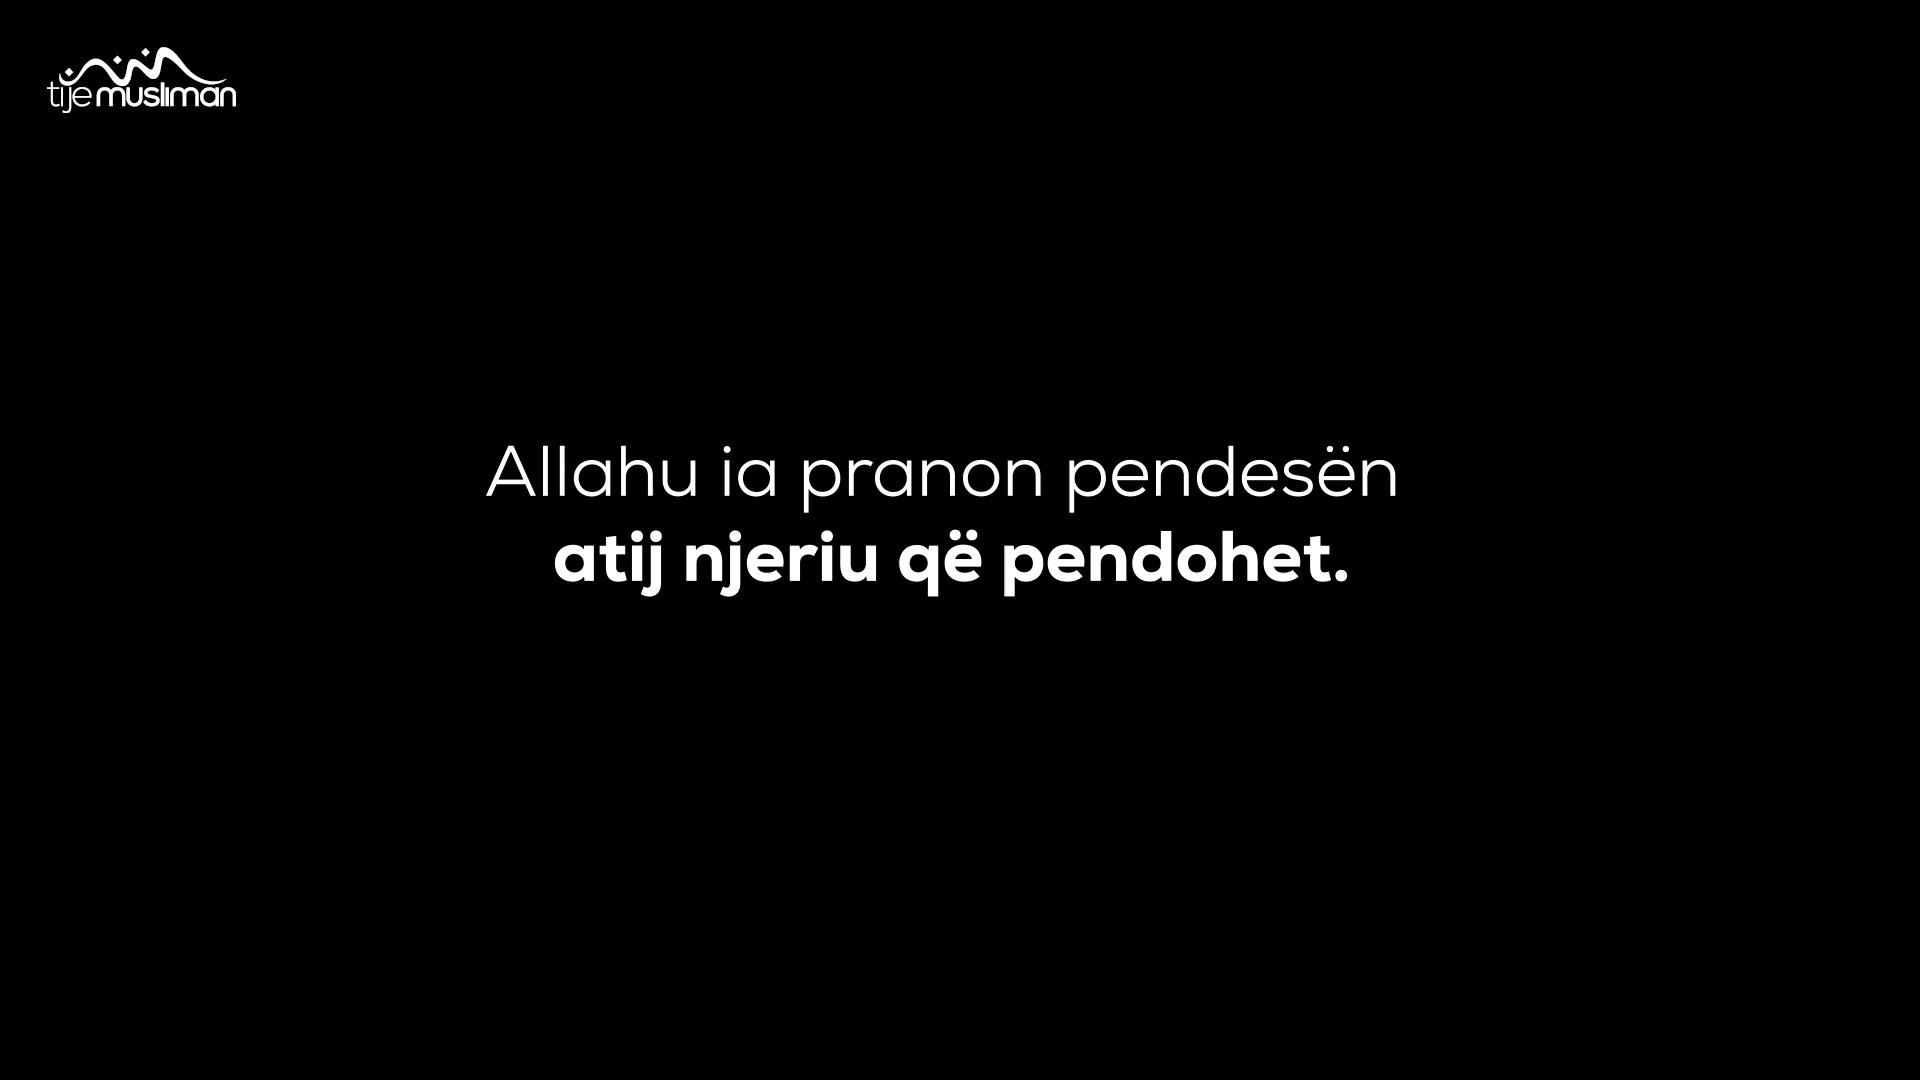 tijemusliman
Allahu ia pranon pendesën
atij njeriu që pendohet.